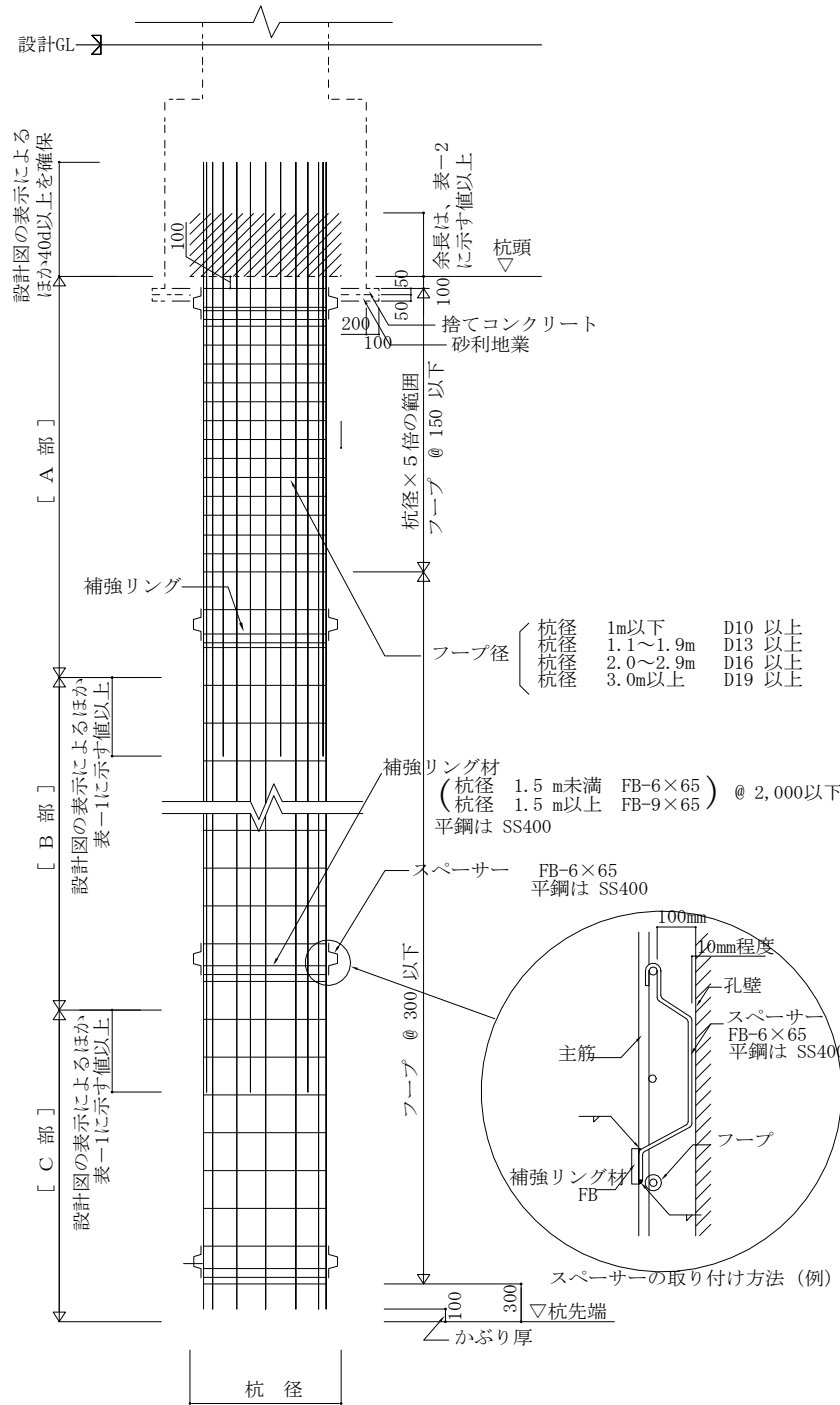 設計GL
設計図の表示による
ほか40d以上を確保
100
余長は、表－2
に示す値以上
杭頭
▽
100
50
50
200
100
捨てコンクリート
砂利地業
[ A 部 ]
杭径×５倍の範囲
フープ @ 150 以下
補強リング
フープ径
杭径 1m以下 D10 以上
杭径 1.1～1.9m D13 以上
杭径 2.0～2.9m D16 以上
杭径 3.0m以上 D19 以上
設計図の表示によるほか
表－1に示す値以上
[ B 部 ]
補強リング材
杭径 1.5 m未満 FB-6×65
杭径 1.5 m以上 FB-9×65
@ 2,000以下
平鋼は SS400
スペーサー FB-6×65
平鋼は SS400
フープ @ 300 以下
100mm
10mm程度
孔壁
スペーサー
FB-6×65
平鋼は SS400
主筋
フープ
補強リング材
FB
スペーサーの取り付け方法 (例)
[ C 部 ]
設計図の表示によるほか
表－1に示す値以上
100
300
▽杭先端
かぶり厚
杭 径